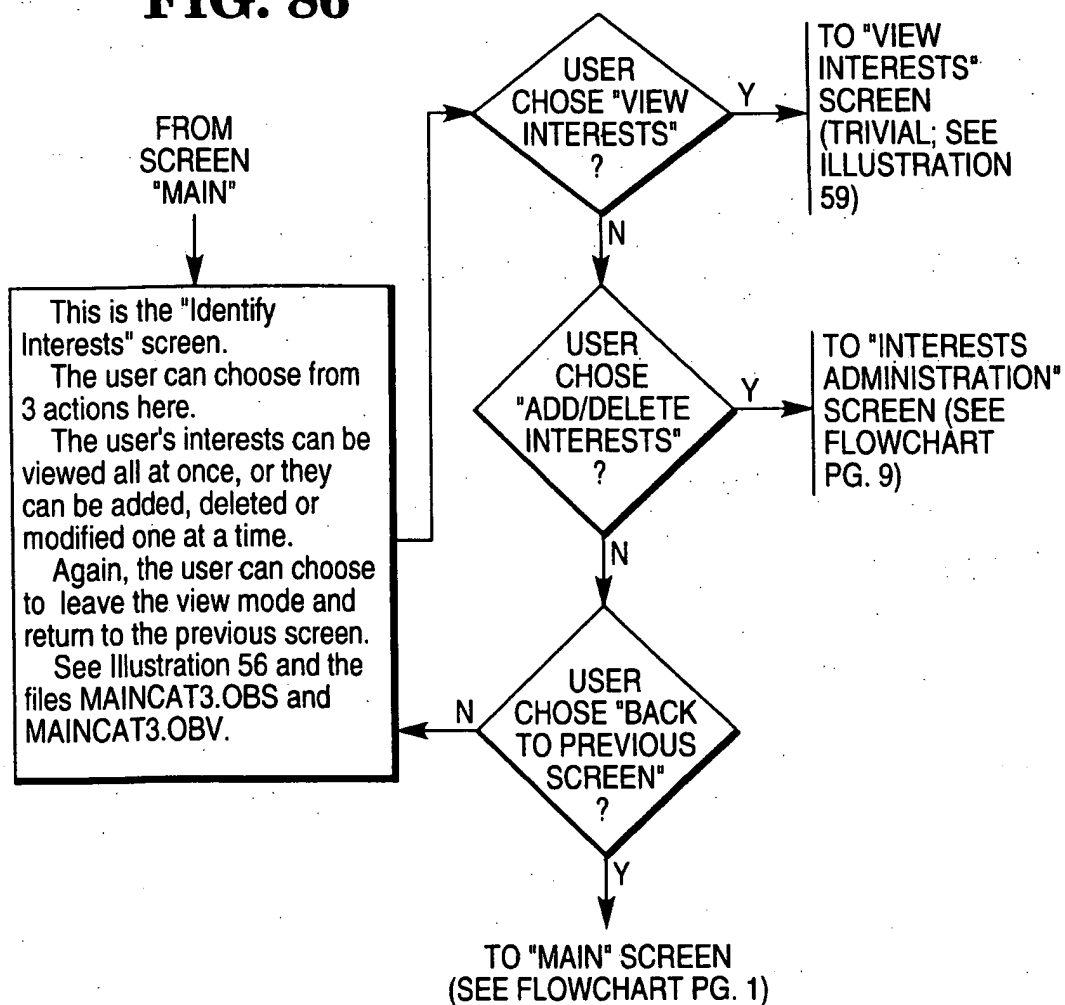 FIG. 86
FROM
SCREEN
"MAIN"
This is the "Identify
Interests" screen.
The user can choose from
3 actions here.
The user's interests can be
viewed all at once, or they
can be added, deleted or
modified one at a time.
Again, the user can choose
to leave the view mode and
return to the previous screen.
See Illustration 56 and the
files MAINCAT3.OBS and
MAINCAT3.OBV.
USER
CHOSE "VIEW
INTERESTS"
?
Y
TO "VIEW
INTERESTS"
SCREEN
(TRIVIAL; SEE
ILLUSTRATION
59)
N
USER
CHOSE
"ADD/DELETE
INTERESTS"
?
Y
TO "INTERESTS
ADMINISTRATION"
SCREEN (SEE
FLOWCHART
PG. 9)
N
USER
CHOSE "BACK
TO PREVIOUS
SCREEN"
?
N
Y
TO "MAIN" SCREEN
(SEE FLOWCHART PG. 1)